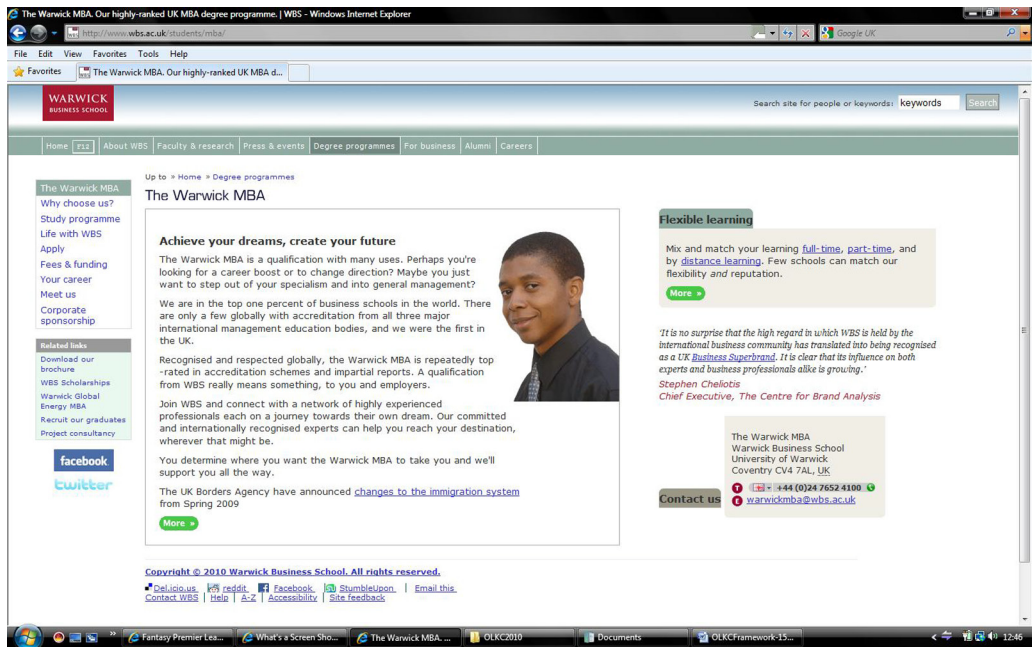 The Warwick MBA. Our highly-ranked UK MBA degree programme. | WBS - Windows Internet Explorer
http://www.wbs.ac.uk/students/mba/
Google UK
File Edit View Favorites Tools Help
Favorites
The Warwick MBA. Our highly-ranked UK MBA d...
WARWICK
BUSINESS SCHOOL
Search site for people or keywords: keywords Search
Home F12 About WBS Faculty & research Press & events Degree programmes For business Alumni Careers
Up to » Home » Degree programmes
The Warwick MBA
The Warwick MBA
Why choose us?
Study programme
Life with WBS
Apply
Fees & funding
Your career
Meet us
Corporate
sponsorship
Related links
Download our
brochure
WBS Scholarships
Warwick Global
Energy MBA
Recruit our graduates
Project consultancy
facebook
twitter
Achieve your dreams, create your future
The Warwick MBA is a qualification with many uses. Perhaps you're
looking for a career boost or to change direction? Maybe you just
want to step out of your specialism and into general management?
We are in the top one percent of business schools in the world. There
are only a few globally with accreditation from all three major
international management education bodies, and we were the first in
the UK.
Recognised and respected globally, the Warwick MBA is repeatedly top
-rated in accreditation schemes and impartial reports. A qualification
from WBS really means something, to you and employers.
Join WBS and connect with a network of highly experienced
professionals each on a journey towards their own dream. Our committed
and internationally recognised experts can help you reach your destination,
wherever that might be.
You determine where you want the Warwick MBA to take you and we'll
support you all the way.
The UK Borders Agency have announced changes to the immigration system
from Spring 2009
More »
Flexible learning
Mix and match your learning full-time, part-time, and
by distance learning. Few schools can match our
flexibility and reputation.
More »
'It is no surprise that the high regard in which WBS is held by the
international business community has translated into being recognised
as a UK Business Superbrand. It is clear that its influence on both
experts and business professionals alike is growing.'
Stephen Cheliotis
Chief Executive, The Centre for Brand Analysis
Contact us
The Warwick MBA
Warwick Business School
University of Warwick
Coventry CV4 7AL, UK
T +44 (0)24 7652 4100
E warwickmba@wbs.ac.uk
Copyright © 2010 Warwick Business School. All rights reserved.
Del.icio.us reddit Facebook StumbleUpon | Email this
Contact WBS | Help | A-Z | Accessibility | Site feedback
Fantasy Premier Lea... What's a Screen Sho... The Warwick MBA. ... OLKC2010 Documents OLKCFramework-15... 12:46